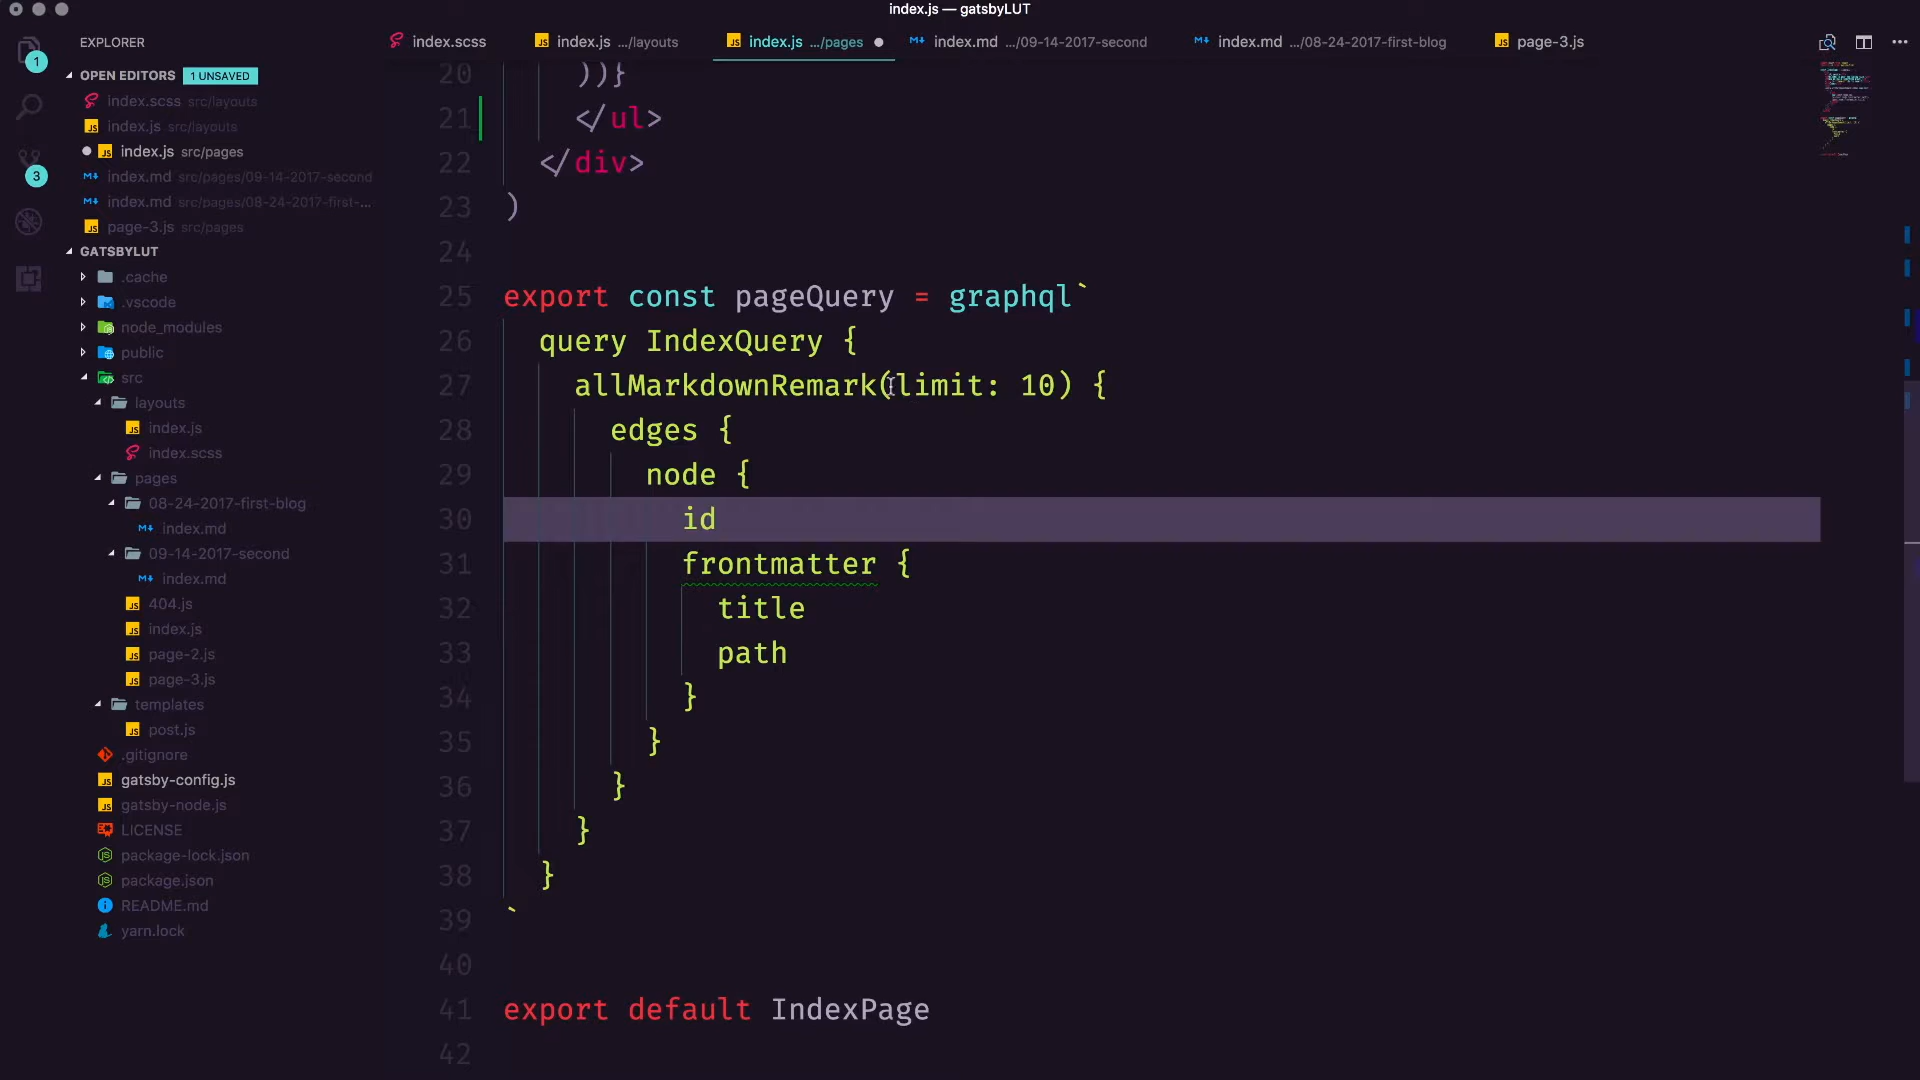 index.js — gatsbyLUT
EXPLORER
index.scss
index.js …/layouts
index.js …/pages
index.md …/09-14-2017-second
index.md …/08-24-2017-first-blog
page-3.js
1
3
OPEN EDITORS 1 UNSAVED
index.scss src/layouts
index.js src/layouts
index.js src/pages
index.md src/pages/09-14-2017-second
index.md src/pages/08-24-2017-first-...
page-3.js src/pages
GATSBYLUT
.cache
.vscode
node_modules
public
src
layouts
index.js
index.scss
pages
08-24-2017-first-blog
index.md
09-14-2017-second
index.md
404.js
index.js
page-2.js
page-3.js
templates
post.js
.gitignore
gatsby-config.js
gatsby-node.js
LICENSE
package-lock.json
package.json
README.md
yarn.lock
20 ))}
21 </ul>
22 </div>
23 )
24
25 export const pageQuery = graphql`
26 query IndexQuery {
27 allMarkdownRemark(limit: 10) {
28 edges {
29 node {
30 id
31 frontmatter {
32 title
33 path
34 }
35 }
36 }
37 }
38 }
39 `
40
41 export default IndexPage
42